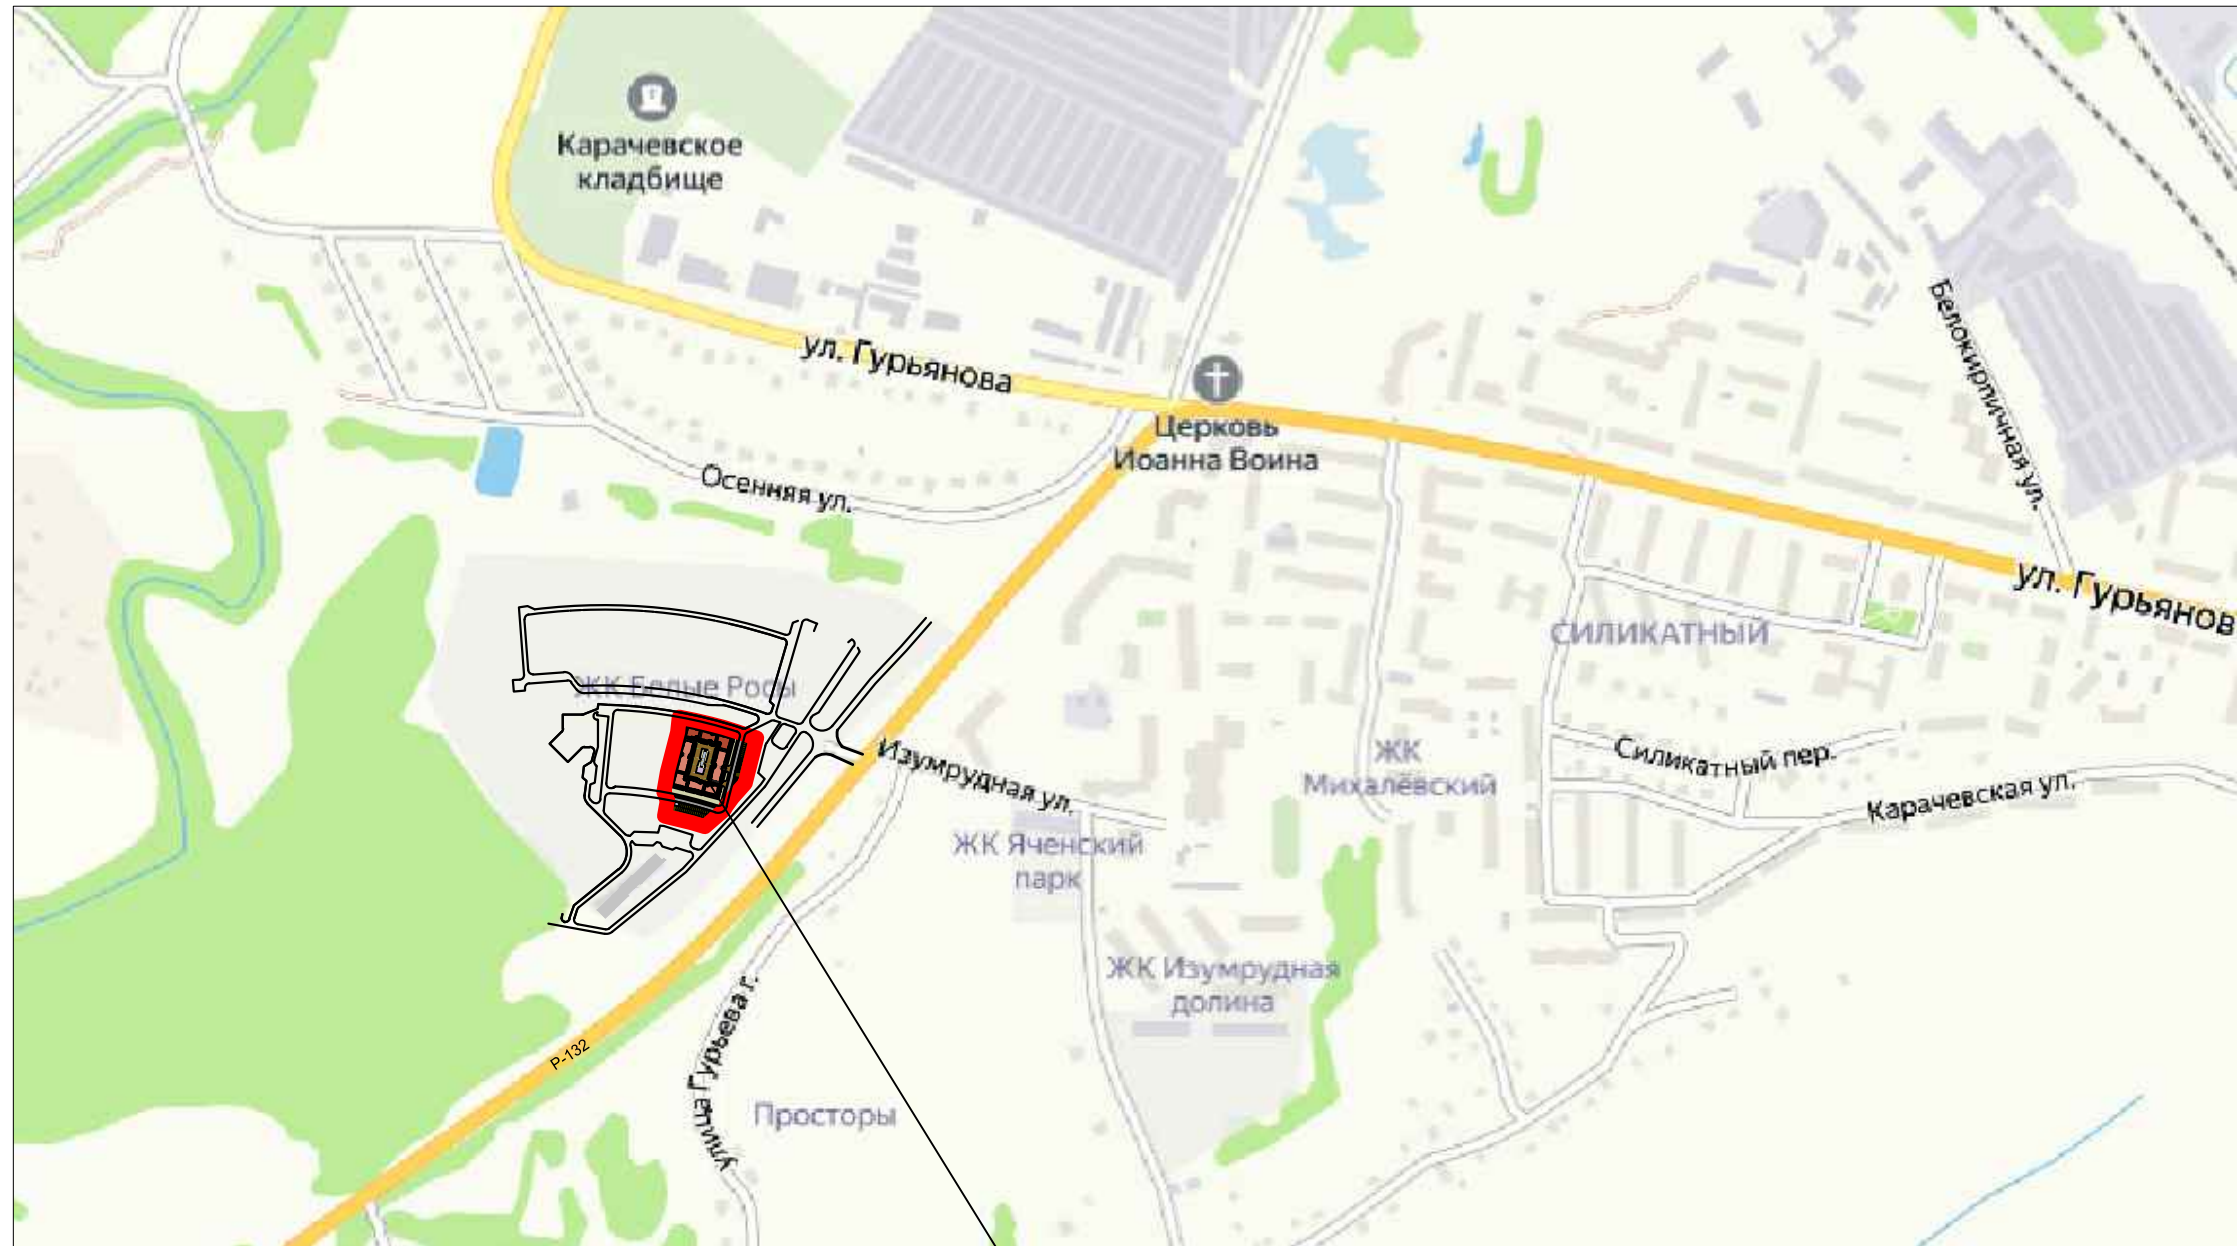 Карачевское
кладбище
ул. Гурьянова
Белокирпичная ул.
Церковь
Иоанна Воина
Осенняя ул.
ул. Гурьянов
СИЛИКАТНЫЙ
ЖК Белые Росы
Изумрудная ул.
ЖК
Михалёвский
Силикатный пер.
Карачевская ул.
ЖК Яченский
парк
ЖК Изумрудная
долина
Р-132
улица Гурьева г.
Просторы